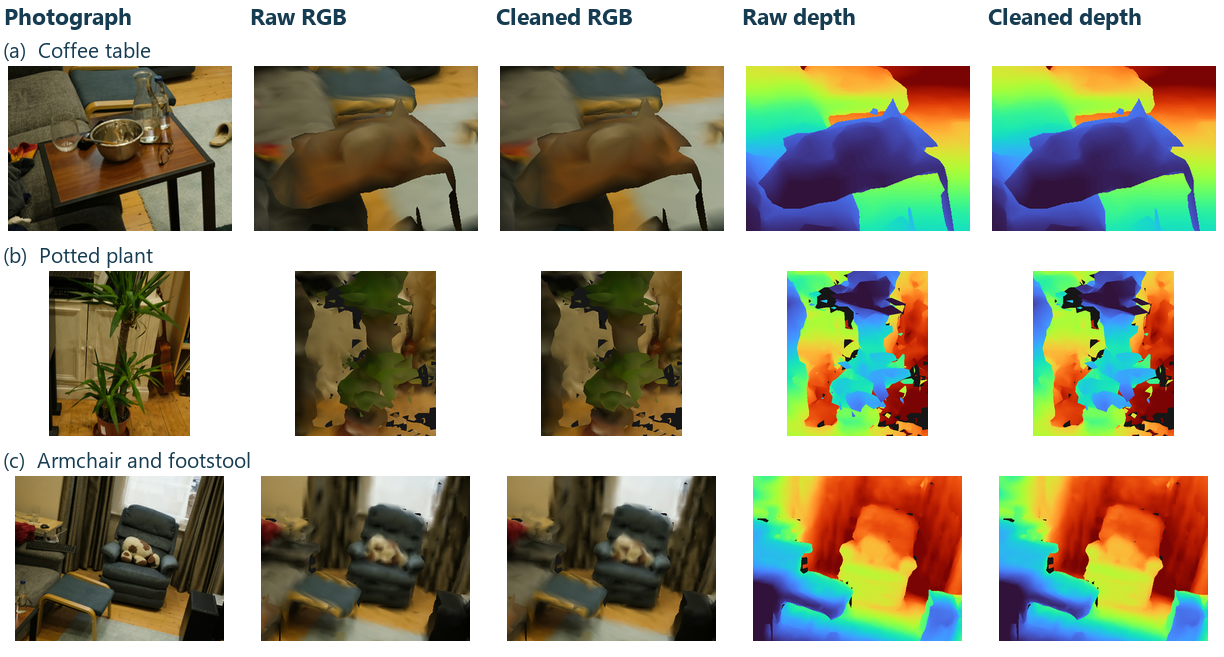 Photograph Raw RGB Cleaned RGB Raw depth Cleaned depth
(a) Coffee table
(b) Potted plant
(c) Armchair and footstool